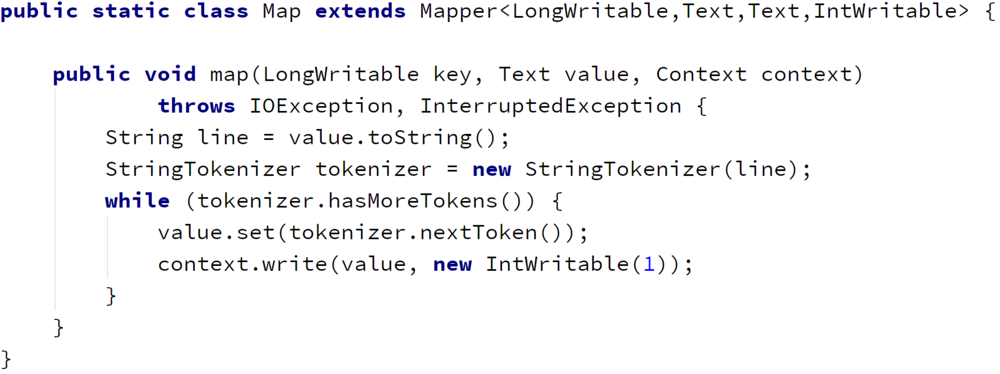 public static class Map extends Mapper<LongWritable,Text,Text,IntWritable> {
public void map(LongWritable key, Text value, Context context)
throws IOException, InterruptedException {
String line = value.toString();
StringTokenizer tokenizer = new StringTokenizer(line);
while (tokenizer.hasMoreTokens()) {
value.set(tokenizer.nextToken());
context.write(value, new IntWritable(1));
}
}
}